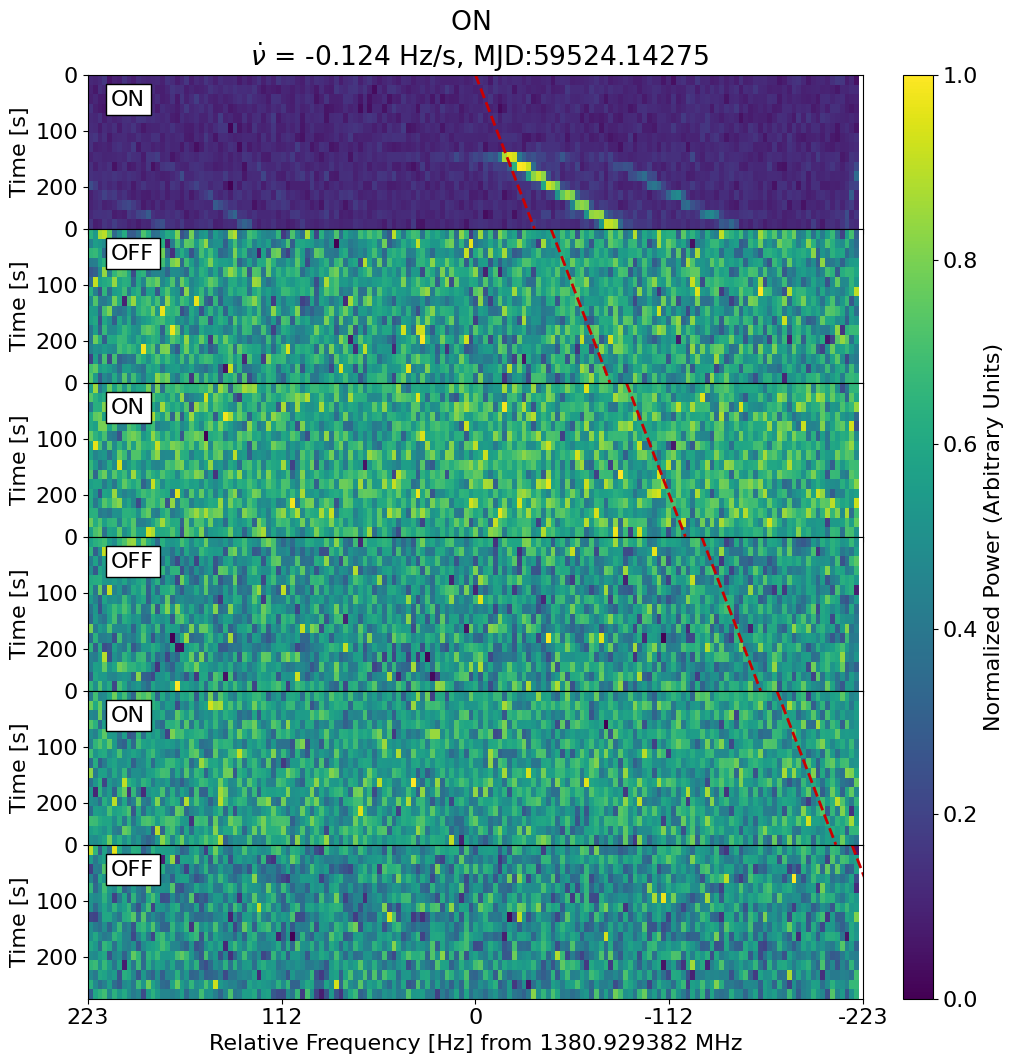 ON
ν̇ = -0.124 Hz/s, MJD:59524.14275
0
100
200
Time [s]
ON
0
100
200
Time [s]
OFF
0
100
200
Time [s]
ON
0
100
200
Time [s]
OFF
0
100
200
Time [s]
ON
0
100
200
Time [s]
OFF
223 112 0 -112 -223
Relative Frequency [Hz] from 1380.929382 MHz
1.0
0.8
0.6
0.4
0.2
0.0
Normalized Power (Arbitrary Units)